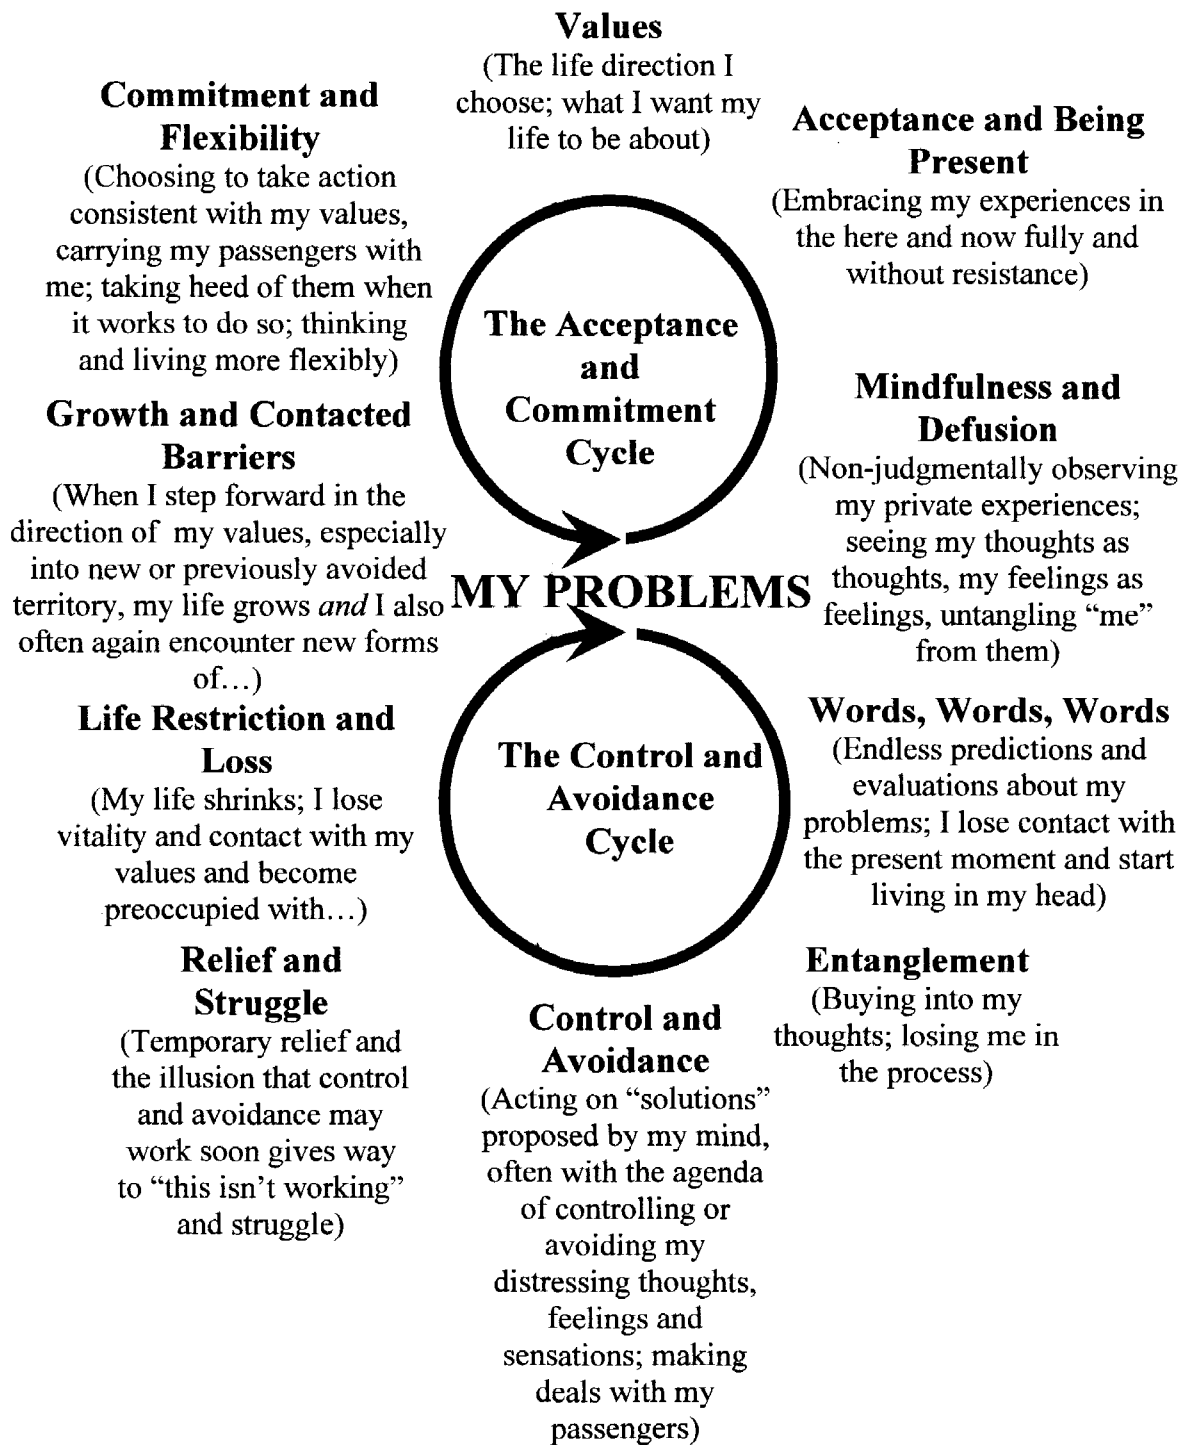 Values
(The life direction I
choose; what I want my
life to be about)
Commitment and
Flexibility
(Choosing to take action
consistent with my values,
carrying my passengers with
me; taking heed of them when
it works to do so; thinking
and living more flexibly)
Acceptance and Being
Present
(Embracing my experiences in
the here and now fully and
without resistance)
The Acceptance
and
Commitment
Cycle
Growth and Contacted
Barriers
(When I step forward in the
direction of my values, especially
into new or previously avoided
territory, my life grows and I also
often again encounter new forms
of…)
Mindfulness and
Defusion
(Non-judgmentally observing
my private experiences;
seeing my thoughts as
thoughts, my feelings as
feelings, untangling “me”
from them)
MY PROBLEMS
Life Restriction and
Loss
(My life shrinks; I lose
vitality and contact with my
values and become
preoccupied with…)
The Control and
Avoidance
Cycle
Words, Words, Words
(Endless predictions and
evaluations about my
problems; I lose contact with
the present moment and start
living in my head)
Relief and
Struggle
(Temporary relief and
the illusion that control
and avoidance may
work soon gives way
to “this isn’t working”
and struggle)
Control and
Avoidance
(Acting on “solutions”
proposed by my mind,
often with the agenda
of controlling or
avoiding my
distressing thoughts,
feelings and
sensations; making
deals with my
passengers)
Entanglement
(Buying into my
thoughts; losing me in
the process)